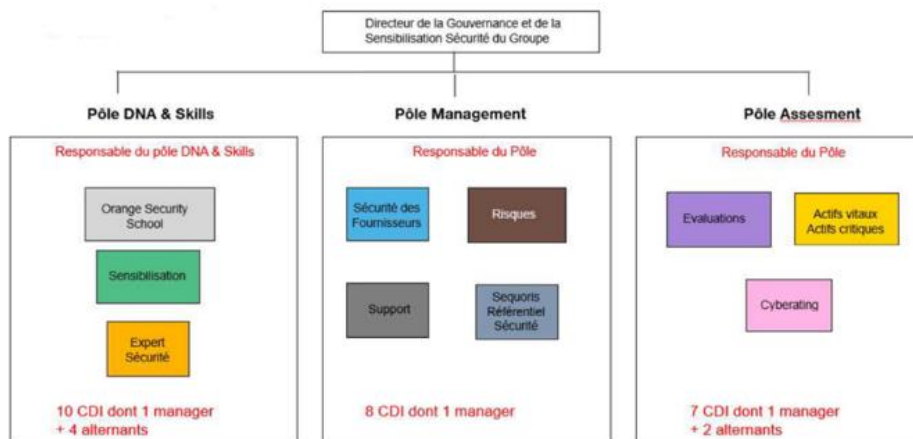 Directeur de la Gouvernance et de la
Sensibilisation Sécurité du Groupe
Pôle DNA & Skills
Responsable du pôle DNA & Skills
Orange Security
School
Sensibilisation
Expert
Sécurité
10 CDI dont 1 manager
+ 4 alternants
Pôle Management
Responsable du Pôle
Sécurité des
Fournisseurs
Risques
Support
Sequoris
Référentiel
Sécurité
8 CDI dont 1 manager
Pôle Assesment
Responsable du Pôle
Evaluations
Actifs vitaux
Actifs critiques
Cyberating
7 CDI dont 1 manager
+ 2 alternants